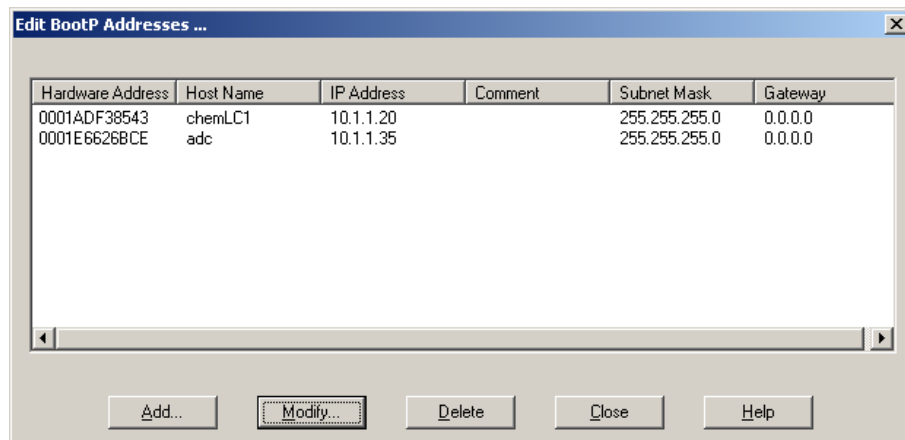 Edit BootP Addresses ...
Hardware Address Host Name IP Address Comment Subnet Mask Gateway
0001ADF38543 chemLC1 10.1.1.20 255.255.255.0 0.0.0.0
0001E6626BCE adc 10.1.1.35 255.255.255.0 0.0.0.0
Add... Modify... Delete Close Help